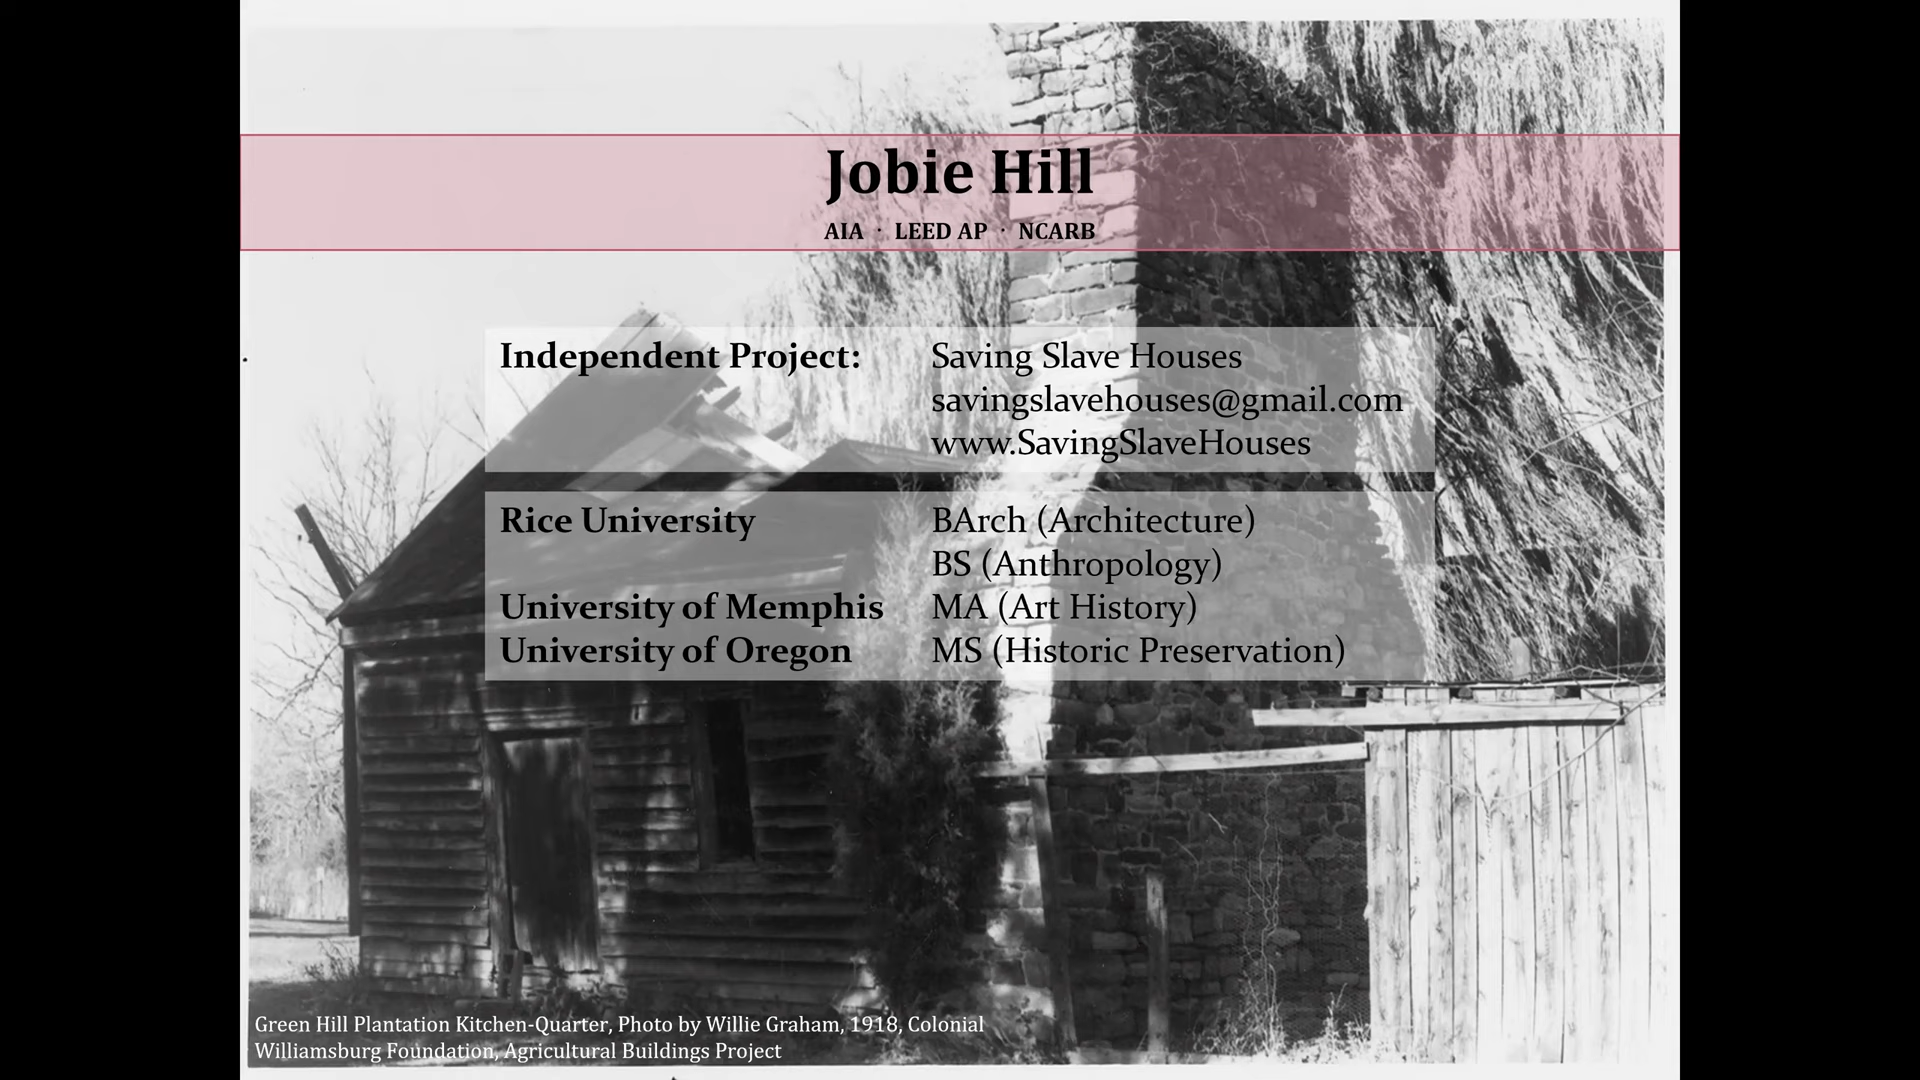 Jobie Hill
AIA · LEED AP · NCARB
Independent Project: Saving Slave Houses
savingslavehouses@gmail.com
www.SavingSlaveHouses
Rice University BArch (Architecture)
BS (Anthropology)
University of Memphis MA (Art History)
University of Oregon MS (Historic Preservation)
Green Hill Plantation Kitchen-Quarter, Photo by Willie Graham, 1918, Colonial
Williamsburg Foundation, Agricultural Buildings Project